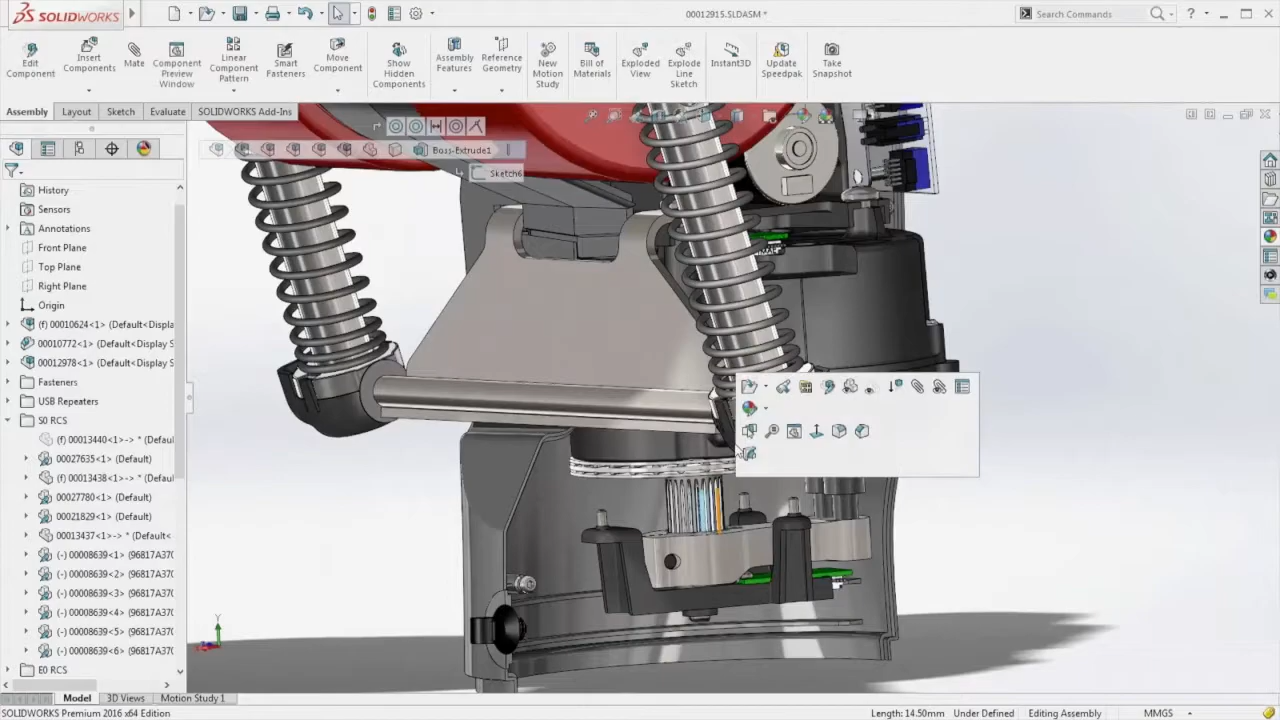 SOLIDWORKS
00012915.SLDASM *
Search Commands
Edit Component
Insert Components
Mate
Component Preview Window
Linear Component Pattern
Smart Fasteners
Move Component
Show Hidden Components
Assembly Features
Reference Geometry
New Motion Study
Bill of Materials
Exploded View
Explode Line Sketch
Instant3D
Update Speedpak
Take Snapshot
Assembly
Layout
Sketch
Evaluate
SOLIDWORKS Add-Ins
Boss-Extrude1
Sketch6
History
Sensors
Annotations
Front Plane
Top Plane
Right Plane
Origin
(f) 00010624<1> (Default<Displa
00010772<1> (Default<Display S
00012978<1> (Default<Display S
Fasteners
USB Repeaters
S0 RCS
(f) 00013440<1>-> * (Defaul
00027635<1> (Default)
(f) 00013438<1>-> * (Defaul
00027780<1> (Default)
00021829<1> (Default)
00013437<1>-> * (Default<
(-) 00008639<1> (96817A37(
(-) 00008639<2> (96817A37(
(-) 00008639<3> (96817A37(
(-) 00008639<4> (96817A37(
(-) 00008639<5> (96817A37(
(-) 00008639<6> (96817A37(
E0 RCS
Y
Model
3D Views
Motion Study 1
SOLIDWORKS Premium 2016 x64 Edition
Length: 14.50mm
Under Defined
Editing Assembly
MMGS